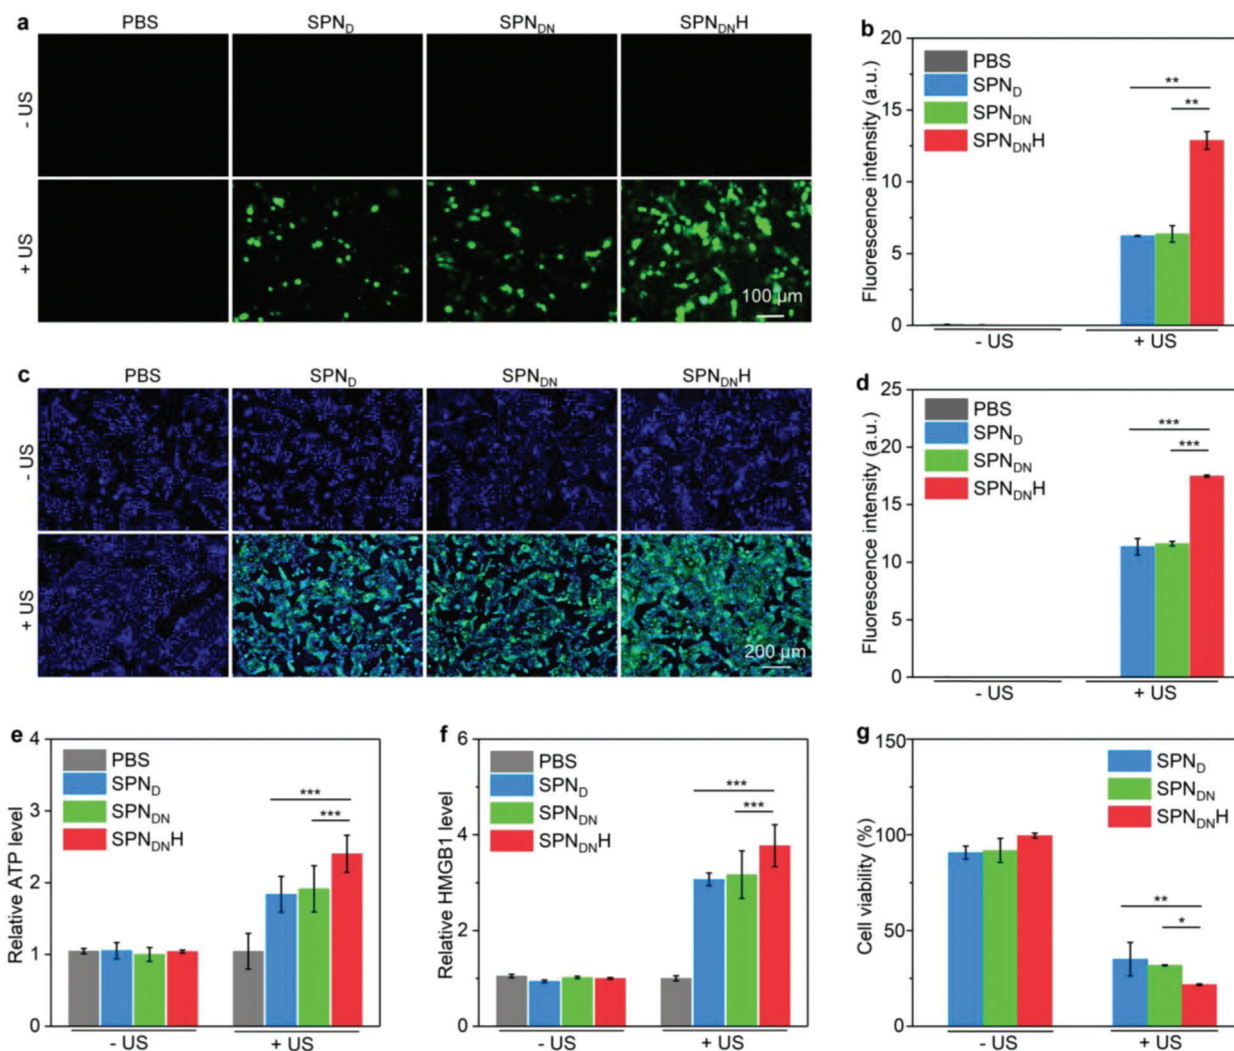 a
PBS SPN_D SPN_DN SPN_DNH
- US
+ US
100 µm
b
Fluorescence intensity (a.u.)
20
15
10
5
0
PBS
SPN_D
SPN_DN
SPN_DNH
**
**
- US + US
c
PBS SPN_D SPN_DN SPN_DNH
- US
+ US
200 µm
d
Fluorescence intensity (a.u.)
25
20
15
10
5
0
PBS
SPN_D
SPN_DN
SPN_DNH
***
***
- US + US
e
Relative ATP level
4
3
2
1
0
PBS
SPN_D
SPN_DN
SPN_DNH
***
***
- US + US
f
Relative HMGB1 level
6
4
2
0
PBS
SPN_D
SPN_DN
SPN_DNH
***
***
- US + US
g
Cell viability (%)
150
100
50
0
SPN_D
SPN_DN
SPN_DNH
**
*
- US + US